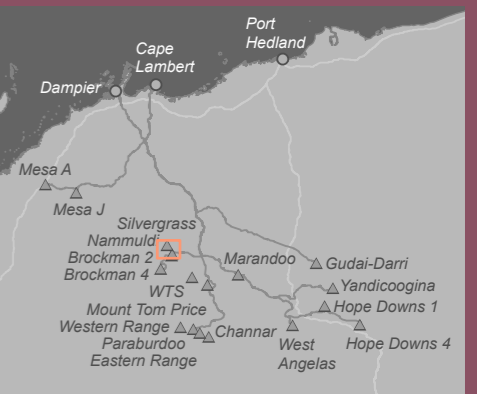 Port
Hedland
Cape
Lambert
Dampier
Mesa A
Mesa J
Silvergrass
Nammuldi
Brockman 2
Brockman 4
Marandoo
Gudai-Darri
WTS
Yandicoogina
Mount Tom Price
Hope Downs 1
Western Range
Channar
Paraburdoo
West
Angelas
Hope Downs 4
Eastern Range